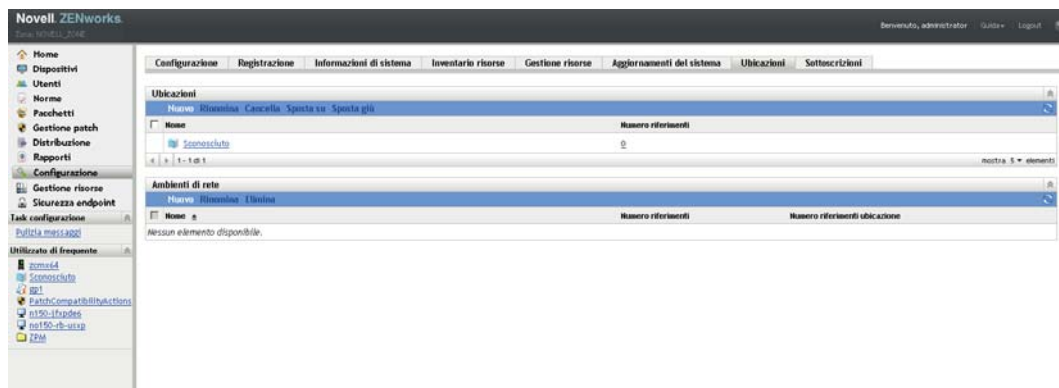 Novell. ZENworks.
Zona: NOVELL_ZONE
Benvenuto, administrator Guida Logout
Home
Dispositivi
Utenti
Norme
Pacchetti
Gestione patch
Distribuzione
Rapporti
Configurazione
Gestione risorse
Sicurezza endpoint
Task configurazione
Pulizia messaggi
Utilizzato di frequente
zcmx64
Sconosciuto
gp1
PatchCompatibilityActions
n150-ifxpde6
no150-rb-usxp
ZPM
Configurazione Registrazione Informazioni di sistema Inventario risorse Gestione risorse Aggiornamenti del sistema Ubicazioni Sottoscrizioni
Ubicazioni
Nuovo Rinomina Cancella Sposta su Sposta giù
Nome Numero riferimenti
Sconosciuto 0
1 - 1 di 1 mostra 5 elementi
Ambienti di rete
Nuovo Rinomina Elimina
Nome Numero riferimenti Numero riferimenti ubicazione
Nessun elemento disponibile.